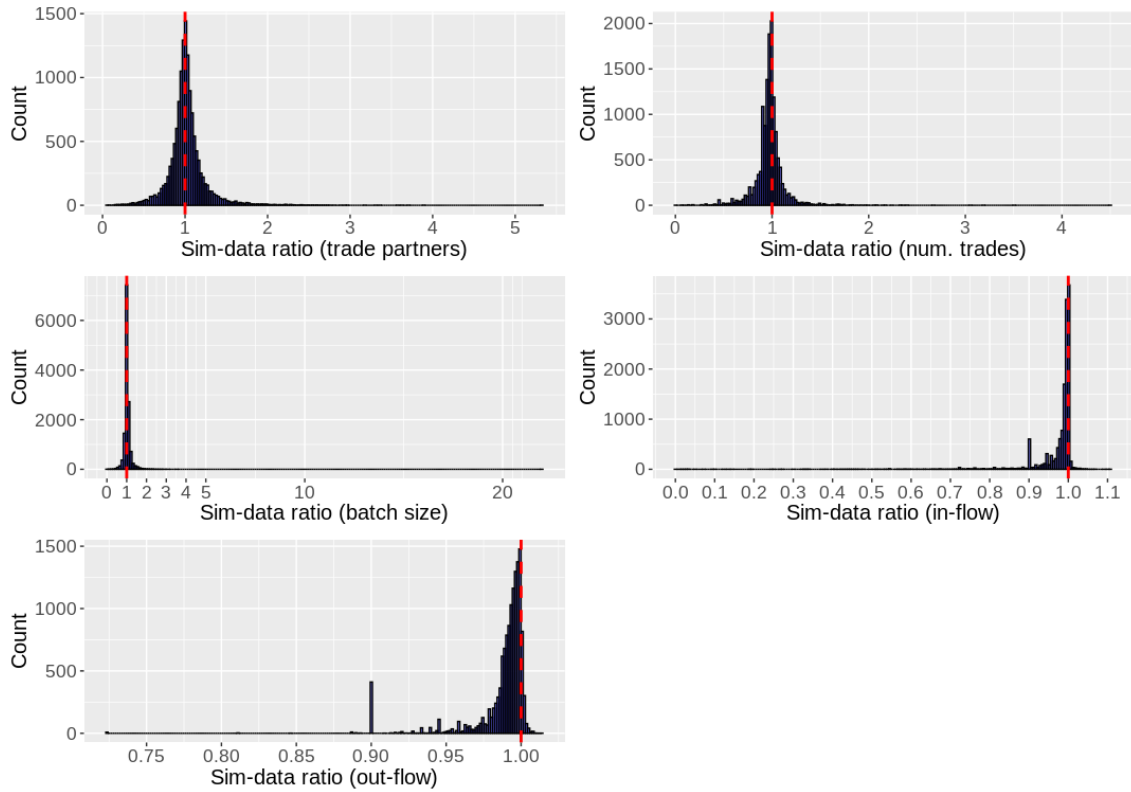 1500
1000
500
0
Count
0 1 2 3 4 5
Sim-data ratio (trade partners)
2000
1500
1000
500
0
Count
0 1 2 3 4
Sim-data ratio (num. trades)
6000
4000
2000
0
Count
0 1 2 3 4 5 10 20
Sim-data ratio (batch size)
3000
2000
1000
0
Count
0.0 0.1 0.2 0.3 0.4 0.5 0.6 0.7 0.8 0.9 1.0 1.1
Sim-data ratio (in-flow)
1500
1000
500
0
Count
0.75 0.80 0.85 0.90 0.95 1.00
Sim-data ratio (out-flow)